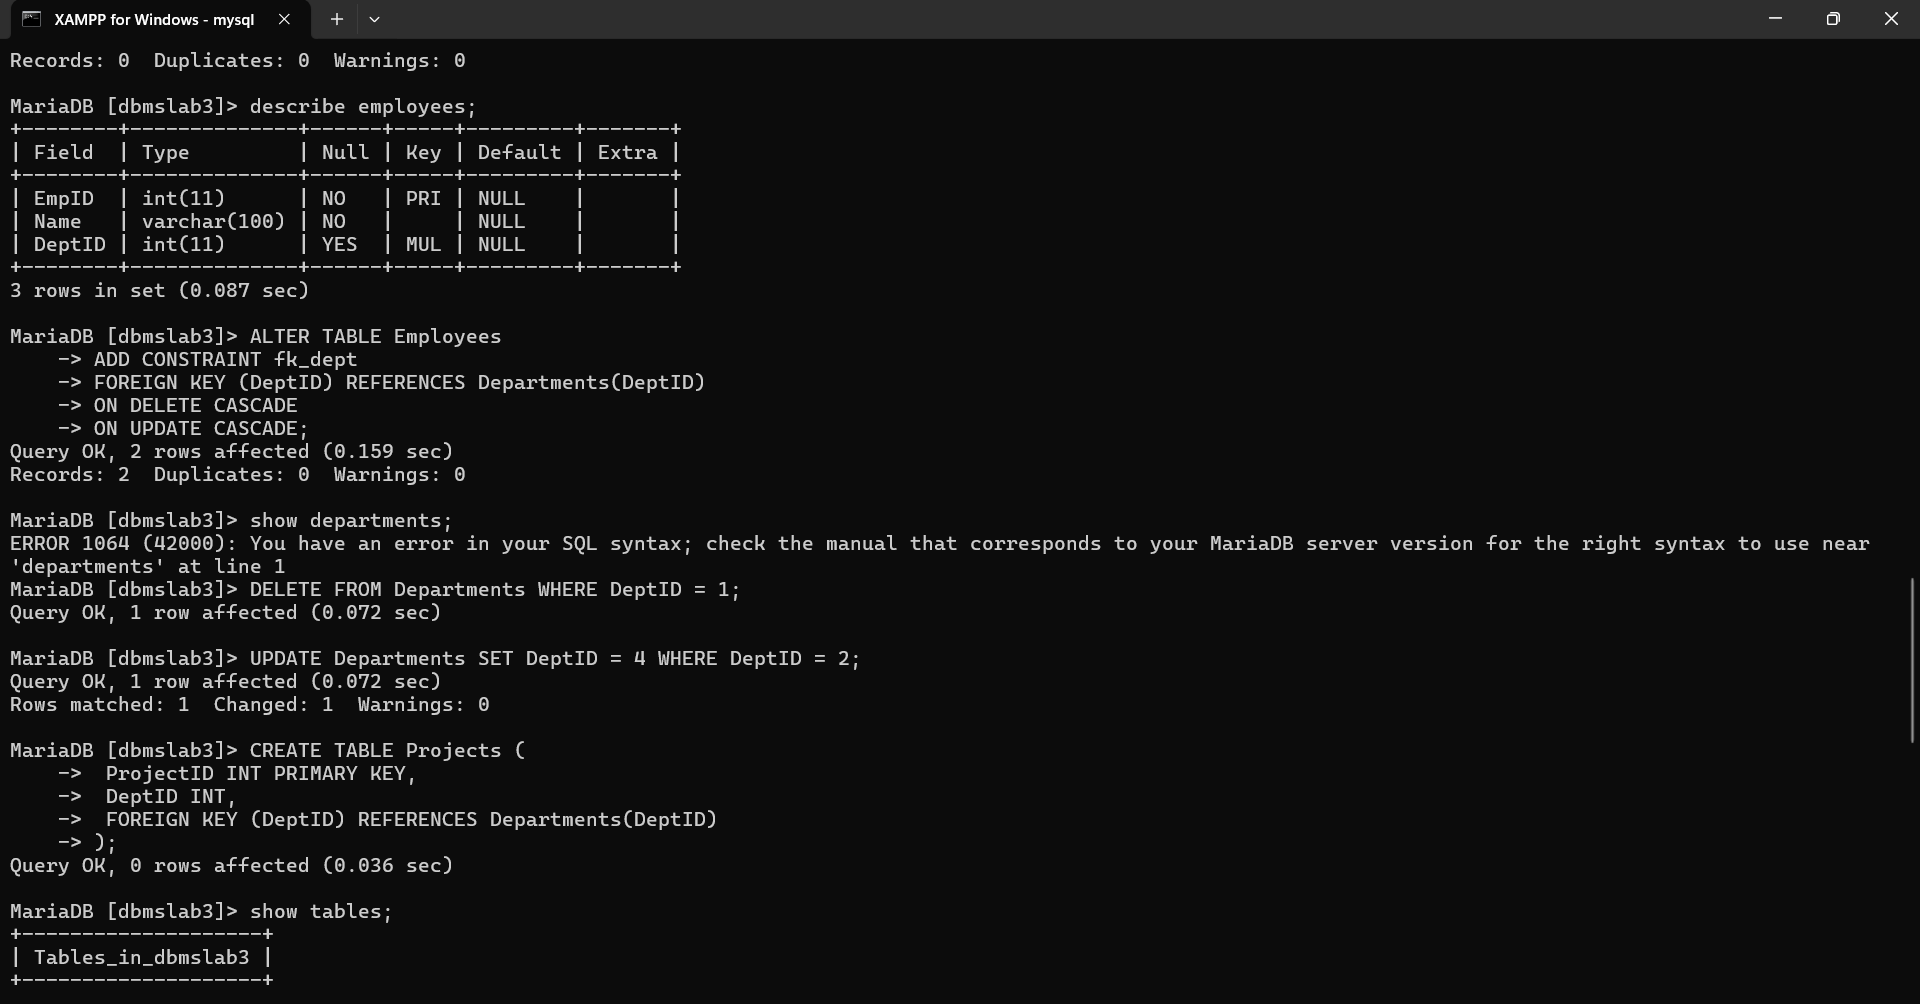 XAMPP for Windows - mysql
Records: 0  Duplicates: 0  Warnings: 0
MariaDB [dbmslab3]> describe employees;
+--------+--------------+------+-----+---------+-------+
| Field  | Type         | Null | Key | Default | Extra |
+--------+--------------+------+-----+---------+-------+
| EmpID  | int(11)      | NO   | PRI | NULL    |       |
| Name   | varchar(100) | NO   |     | NULL    |       |
| DeptID | int(11)      | YES  | MUL | NULL    |       |
+--------+--------------+------+-----+---------+-------+
3 rows in set (0.087 sec)
MariaDB [dbmslab3]> ALTER TABLE Employees
    -> ADD CONSTRAINT fk_dept
    -> FOREIGN KEY (DeptID) REFERENCES Departments(DeptID)
    -> ON DELETE CASCADE
    -> ON UPDATE CASCADE;
Query OK, 2 rows affected (0.159 sec)
Records: 2  Duplicates: 0  Warnings: 0
MariaDB [dbmslab3]> show departments;
ERROR 1064 (42000): You have an error in your SQL syntax; check the manual that corresponds to your MariaDB server version for the right syntax to use near
'departments' at line 1
MariaDB [dbmslab3]> DELETE FROM Departments WHERE DeptID = 1;
Query OK, 1 row affected (0.072 sec)
MariaDB [dbmslab3]> UPDATE Departments SET DeptID = 4 WHERE DeptID = 2;
Query OK, 1 row affected (0.072 sec)
Rows matched: 1  Changed: 1  Warnings: 0
MariaDB [dbmslab3]> CREATE TABLE Projects (
    ->  ProjectID INT PRIMARY KEY,
    ->  DeptID INT,
    ->  FOREIGN KEY (DeptID) REFERENCES Departments(DeptID)
    -> );
Query OK, 0 rows affected (0.036 sec)
MariaDB [dbmslab3]> show tables;
+--------------------+
| Tables_in_dbmslab3 |
+--------------------+